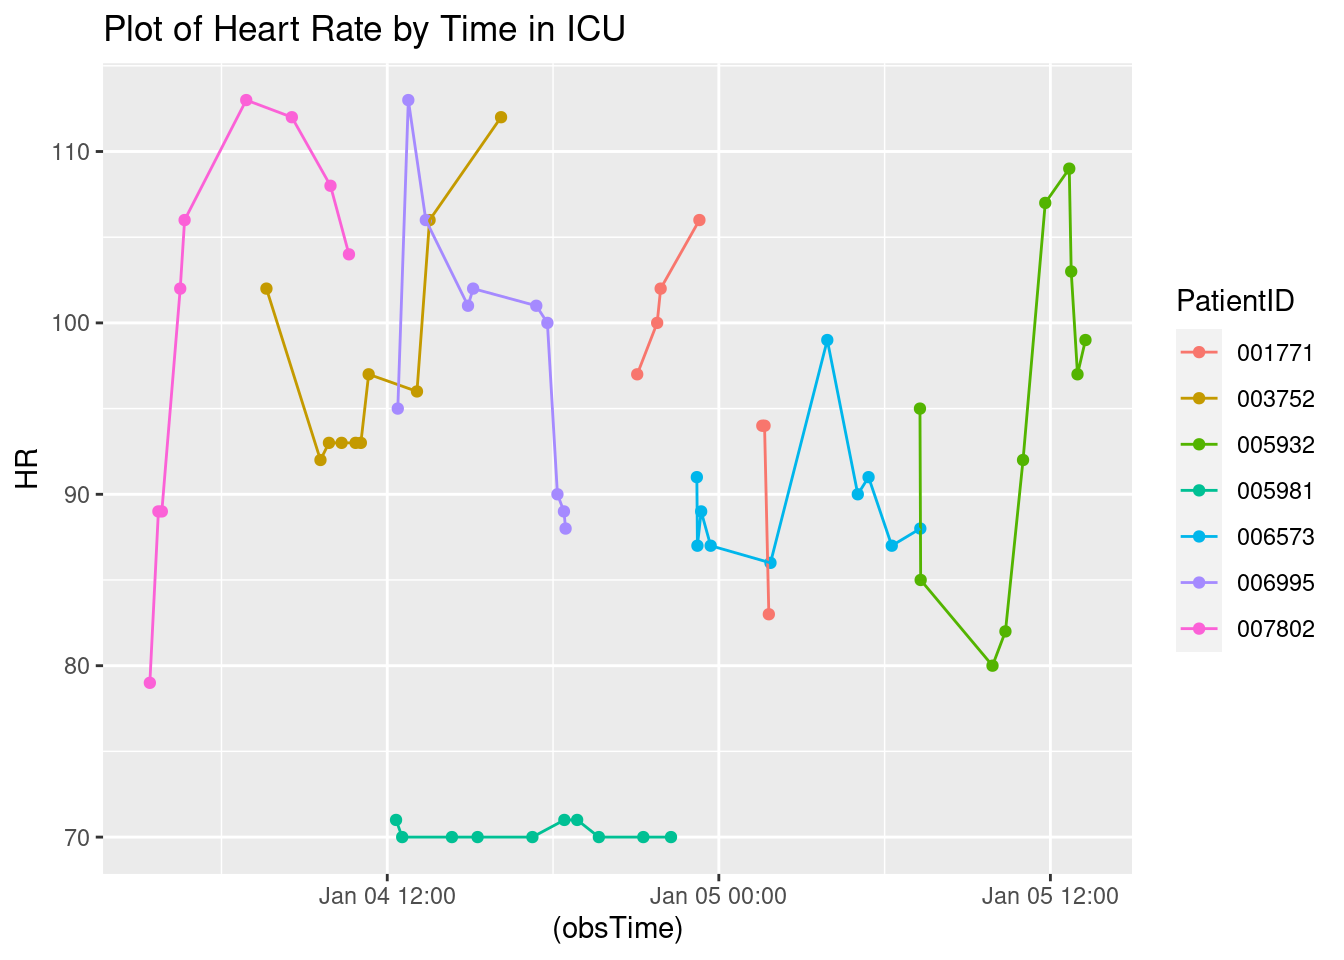 Plot of Heart Rate by Time in ICU
110
100
90
80
70
HR
Jan 04 12:00
Jan 05 00:00
Jan 05 12:00
(obsTime)
PatientID
001771
003752
005932
005981
006573
006995
007802